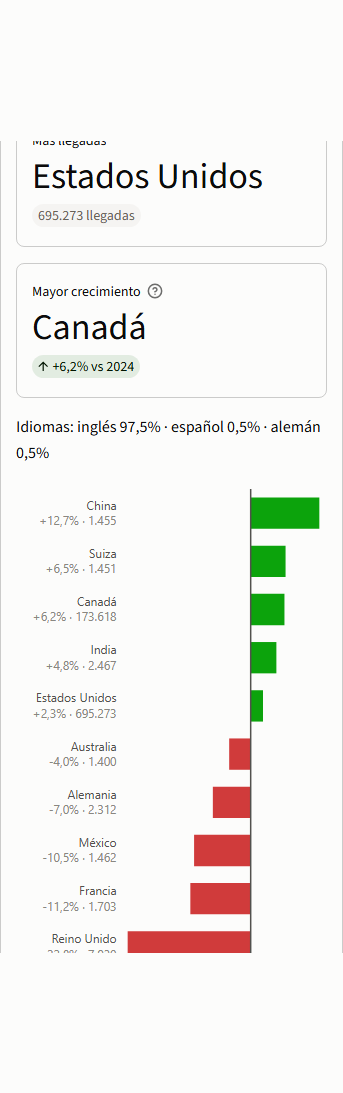 Más llegadas
Estados Unidos
695.273 llegadas
Mayor crecimiento ?
Canadá
↑ +6,2% vs 2024
Idiomas: inglés 97,5% · español 0,5% · alemán
0,5%
China
+12,7% · 1.455
Suiza
+6,5% · 1.451
Canadá
+6,2% · 173.618
India
+4,8% · 2.467
Estados Unidos
+2,3% · 695.273
Australia
-4,0% · 1.400
Alemania
-7,0% · 2.312
México
-10,5% · 1.462
Francia
-11,2% · 1.703
Reino Unido